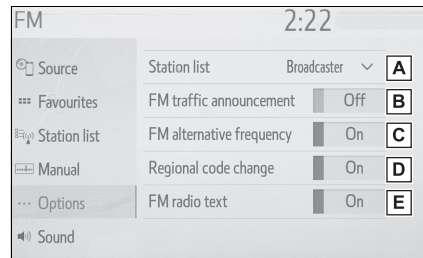 FM 2:22
Source
Favourites
Station list
Manual
Options
Sound
Station list Broadcaster A
FM traffic announcement Off B
FM alternative frequency On C
Regional code change On D
FM radio text On E